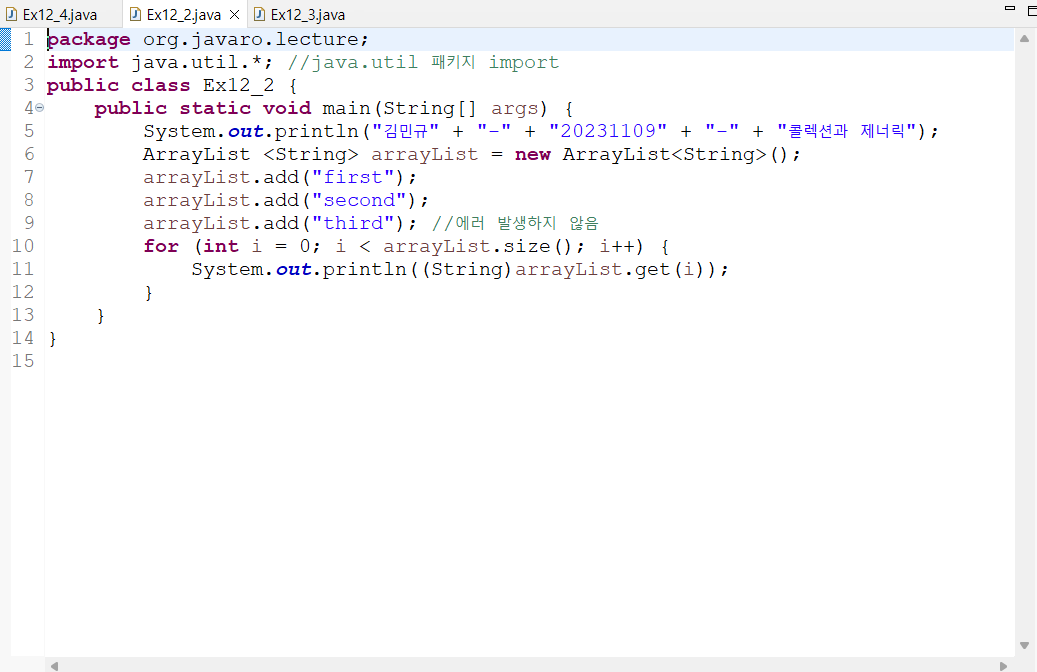 Ex12_4.java Ex12_2.java Ex12_3.java
1 package org.javaro.lecture;
2 import java.util.*; //java.util 패키지 import
3 public class Ex12_2 {
4 public static void main(String[] args) {
5 System.out.println("김민규" + "-" + "20231109" + "-" + "콜렉션과 제너릭");
6 ArrayList <String> arrayList = new ArrayList<String>();
7 arrayList.add("first");
8 arrayList.add("second");
9 arrayList.add("third"); //에러 발생하지 않음
10 for (int i = 0; i < arrayList.size(); i++) {
11 System.out.println((String)arrayList.get(i));
12 }
13 }
14 }
15